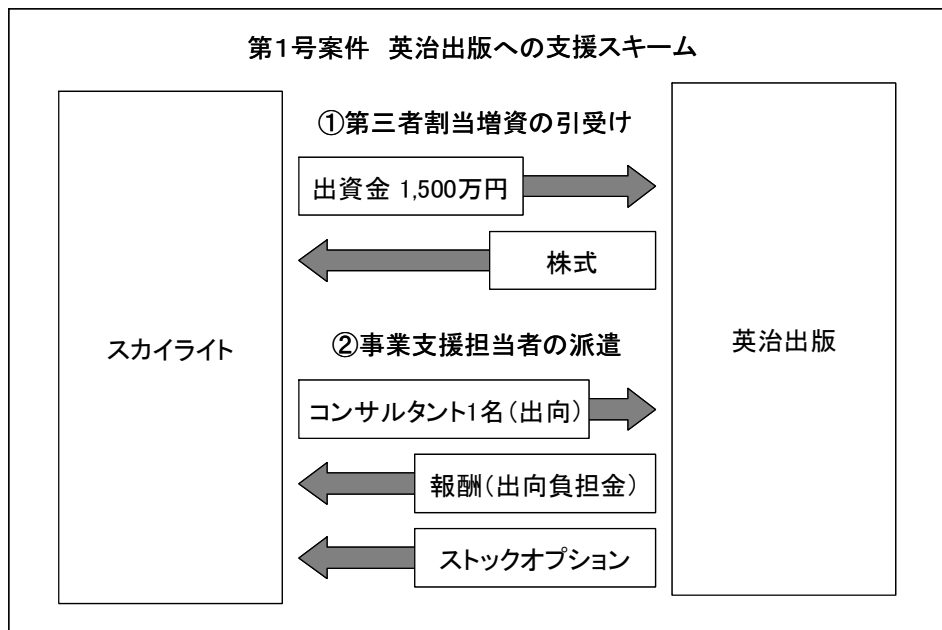 第1号案件 英治出版への支援スキーム
①第三者割当増資の引受け
出資金 1,500万円
株式
スカイライト
英治出版
②事業支援担当者の派遣
コンサルタント1名(出向)
報酬(出向負担金)
ストックオプション